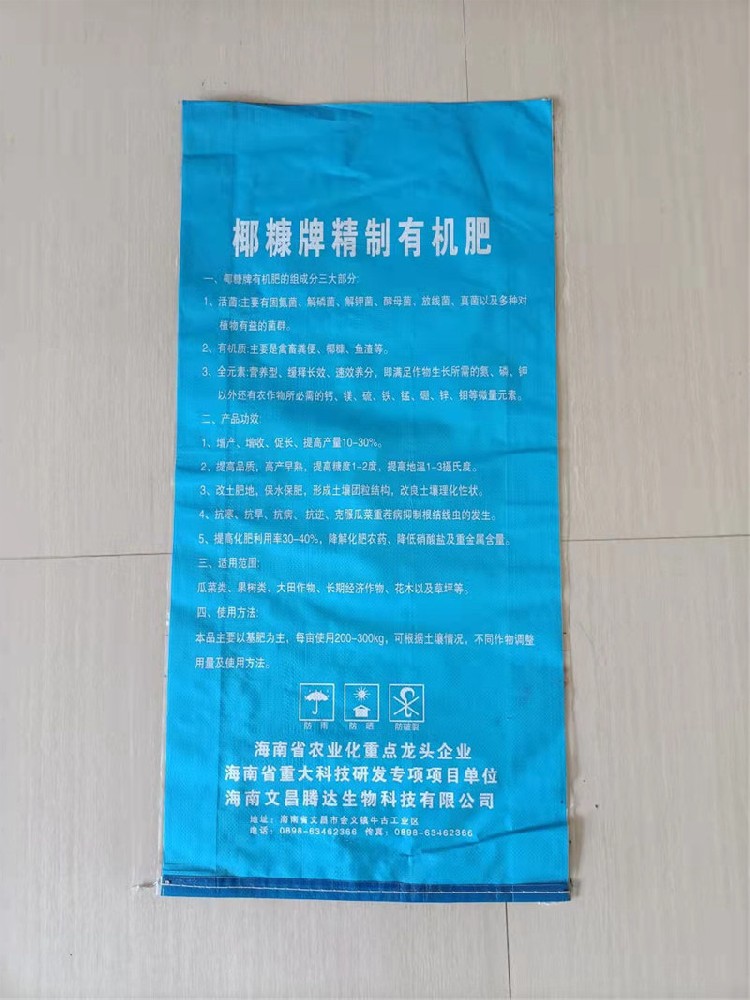 椰糠牌精制有机肥
一、椰糠牌有机肥的组成分三大部分:
1、活菌:主要有固氮菌、解磷菌、解钾菌、酵母菌、放线菌、真菌以及多种对
植物有益的菌群。
2、有机质:主要是禽畜粪便、椰糠、鱼渣等。
3、全元素:营养型、缓释长效、速效养分，即满足作物生长所需的氮、磷、钾
以外还有农作物所必需的钙、镁、硫、铁、锰、硼、锌、钼等微量元素。
二、产品功效:
1、增产、增收、促长、提高产量10-30%。
2、提高品质，高产早熟，提高糖度1-2度，提高地温1-3摄氏度。
3、改土肥地，保水保肥，形成土壤团粒结构，改良土壤理化性状。
4、抗寒、抗旱、抗病、抗逆、克服瓜菜重茬病抑制根结线虫的发生。
5、提高化肥利用率30-40%，降解化肥农药、降低硝酸盐及重金属含量。
三、适用范围:
瓜菜类、果树类、大田作物、长期经济作物、花木以及草坪等。
四、使用方法:
本品主要以基肥为主，每亩使用200-300kg，可根据土壤情况，不同作物调整
用量及使用方法。
防雨 防晒 防破裂
海南省农业化重点龙头企业
海南省重大科技研发专项项目单位
海南文昌腾达生物科技有限公司
地址：海南省文昌市会文镇牛古工业区
电话：0898-63462366 传真：0898-63462366